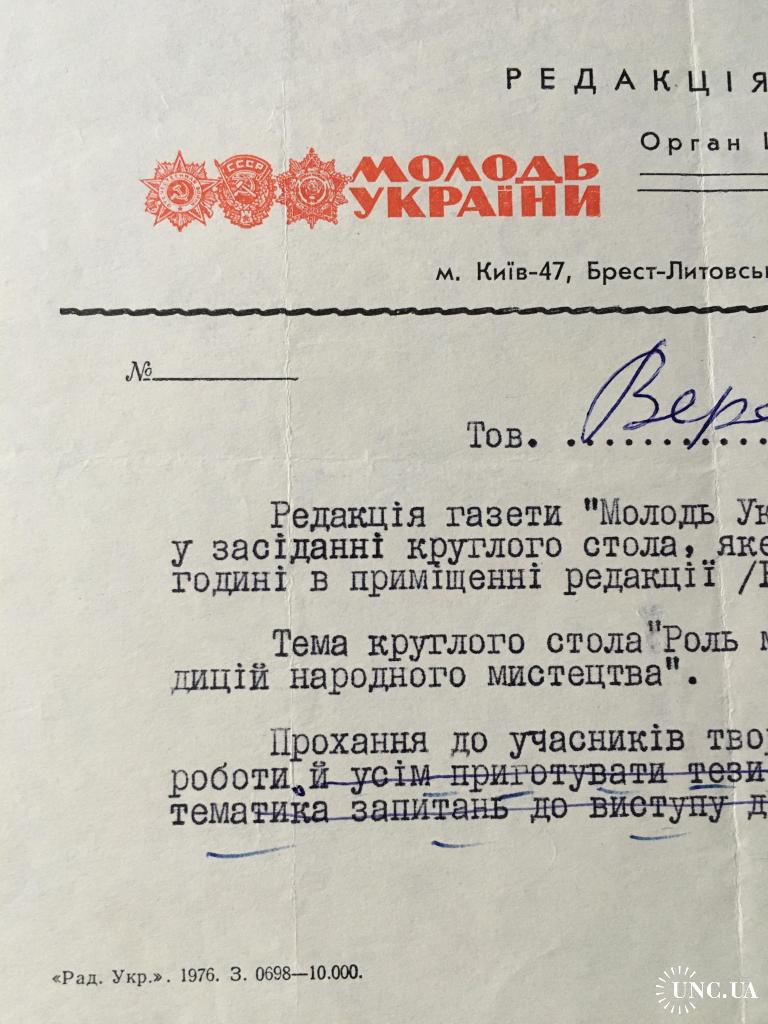 РЕДАКЦІЯ
Орган
СССР
МОЛОДЬ
УКРАЇНИ
м. Київ-47, Брест-Литовсь
№
Тов.
Редакція газети "Молодь Ук
у засіданні круглого стола, яке
годині в приміщенні редакції /
Тема круглого стола"Роль м
дицій народного мистецтва".
Прохання до учасників твор
роботи й усім приготувати тези
тематика запитань до виступу д
«Рад. Укр.». 1976. З. 0698—10.000.
UNC.UA